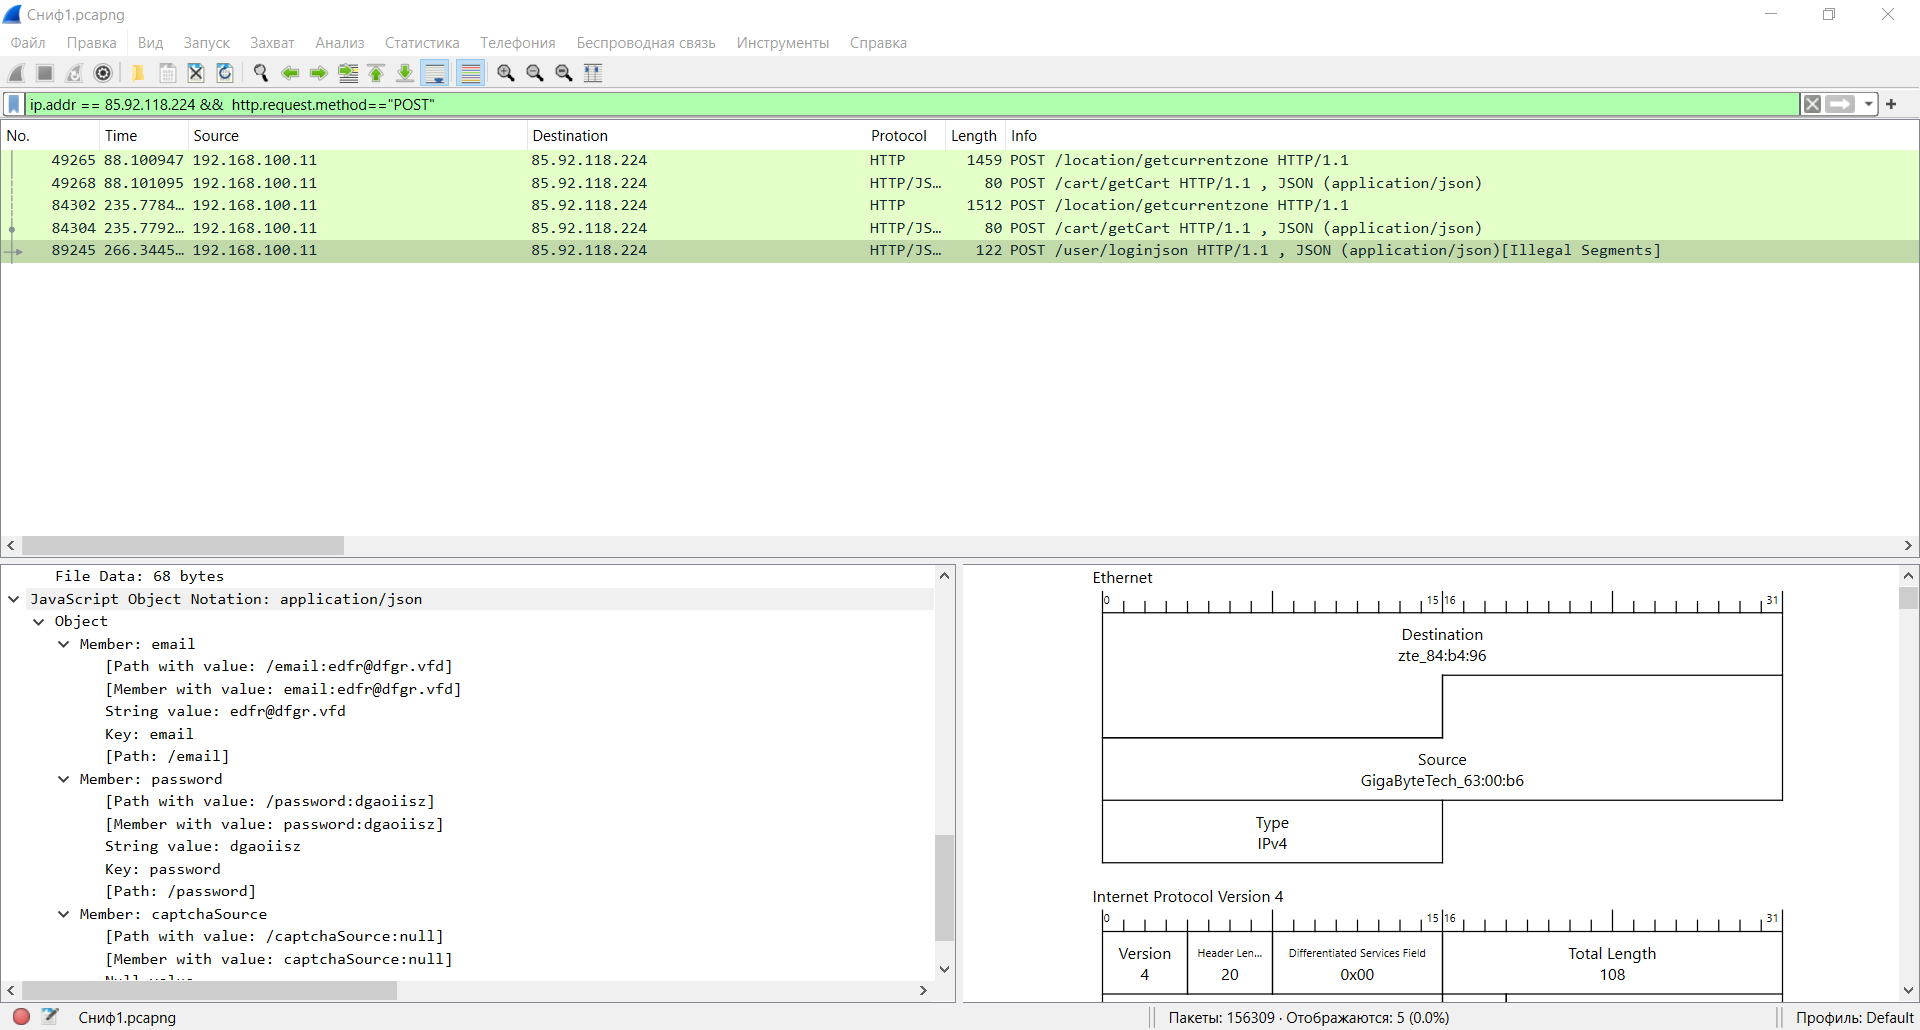 Сниф1.pcapng
Файл Правка Вид Запуск Захват Анализ Статистика Телефония Беспроводная связь Инструменты Справка
ip.addr == 85.92.118.224 && http.request.method=="POST"
No. Time Source Destination Protocol Length Info
49265 88.100947 192.168.100.11 85.92.118.224 HTTP 1459 POST /location/getcurrentzone HTTP/1.1
49268 88.101095 192.168.100.11 85.92.118.224 HTTP/JS… 80 POST /cart/getCart HTTP/1.1 , JSON (application/json)
84302 235.7784… 192.168.100.11 85.92.118.224 HTTP 1512 POST /location/getcurrentzone HTTP/1.1
84304 235.7792… 192.168.100.11 85.92.118.224 HTTP/JS… 80 POST /cart/getCart HTTP/1.1 , JSON (application/json)
89245 266.3445… 192.168.100.11 85.92.118.224 HTTP/JS… 122 POST /user/loginjson HTTP/1.1 , JSON (application/json)[Illegal Segments]
File Data: 68 bytes
JavaScript Object Notation: application/json
Object
Member: email
[Path with value: /email:edfr@dfgr.vfd]
[Member with value: email:edfr@dfgr.vfd]
String value: edfr@dfgr.vfd
Key: email
[Path: /email]
Member: password
[Path with value: /password:dgaoiisz]
[Member with value: password:dgaoiisz]
String value: dgaoiisz
Key: password
[Path: /password]
Member: captchaSource
[Path with value: /captchaSource:null]
[Member with value: captchaSource:null]
Ethernet
0 15 16 31
Destination
zte_84:b4:96
Source
GigaByteTech_63:00:b6
Type
IPv4
Internet Protocol Version 4
0 15 16 31
Version Header Len... Differentiated Services Field Total Length
4 20 0x00 108
Сниф1.pcapng Пакеты: 156309 · Отображаются: 5 (0.0%) Профиль: Default